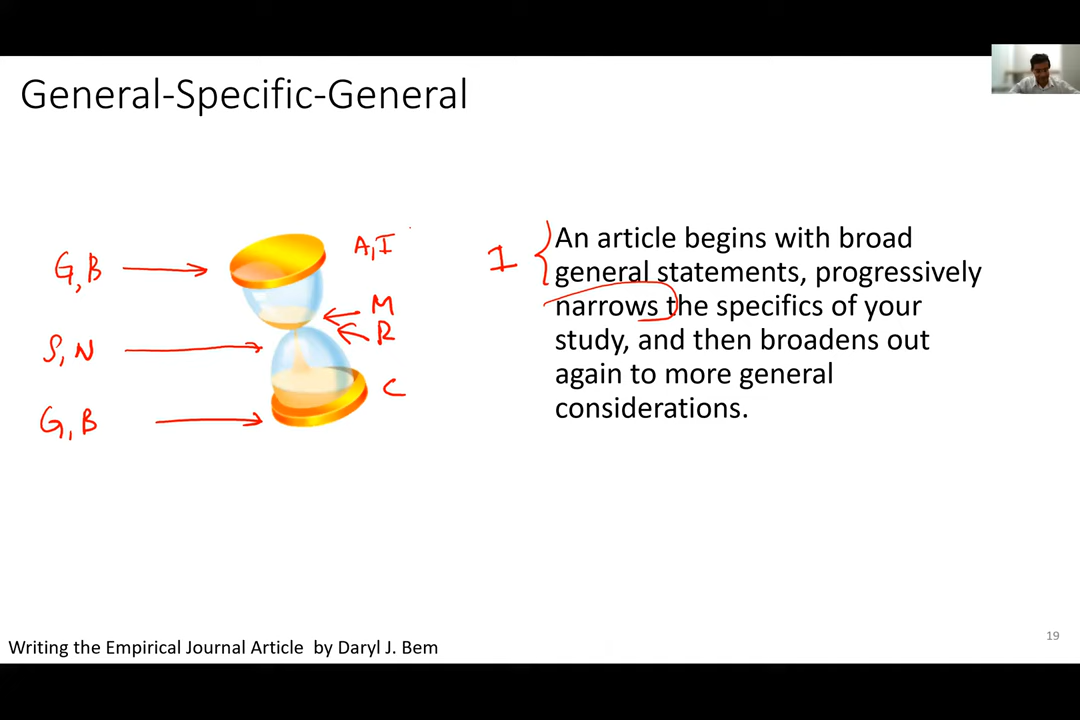 General-Specific-General
A, I
G, B
M
R
S, N
C
G, B
I
An article begins with broad
general statements, progressively
narrows the specifics of your
study, and then broadens out
again to more general
considerations.
Writing the Empirical Journal Article by Daryl J. Bem
19